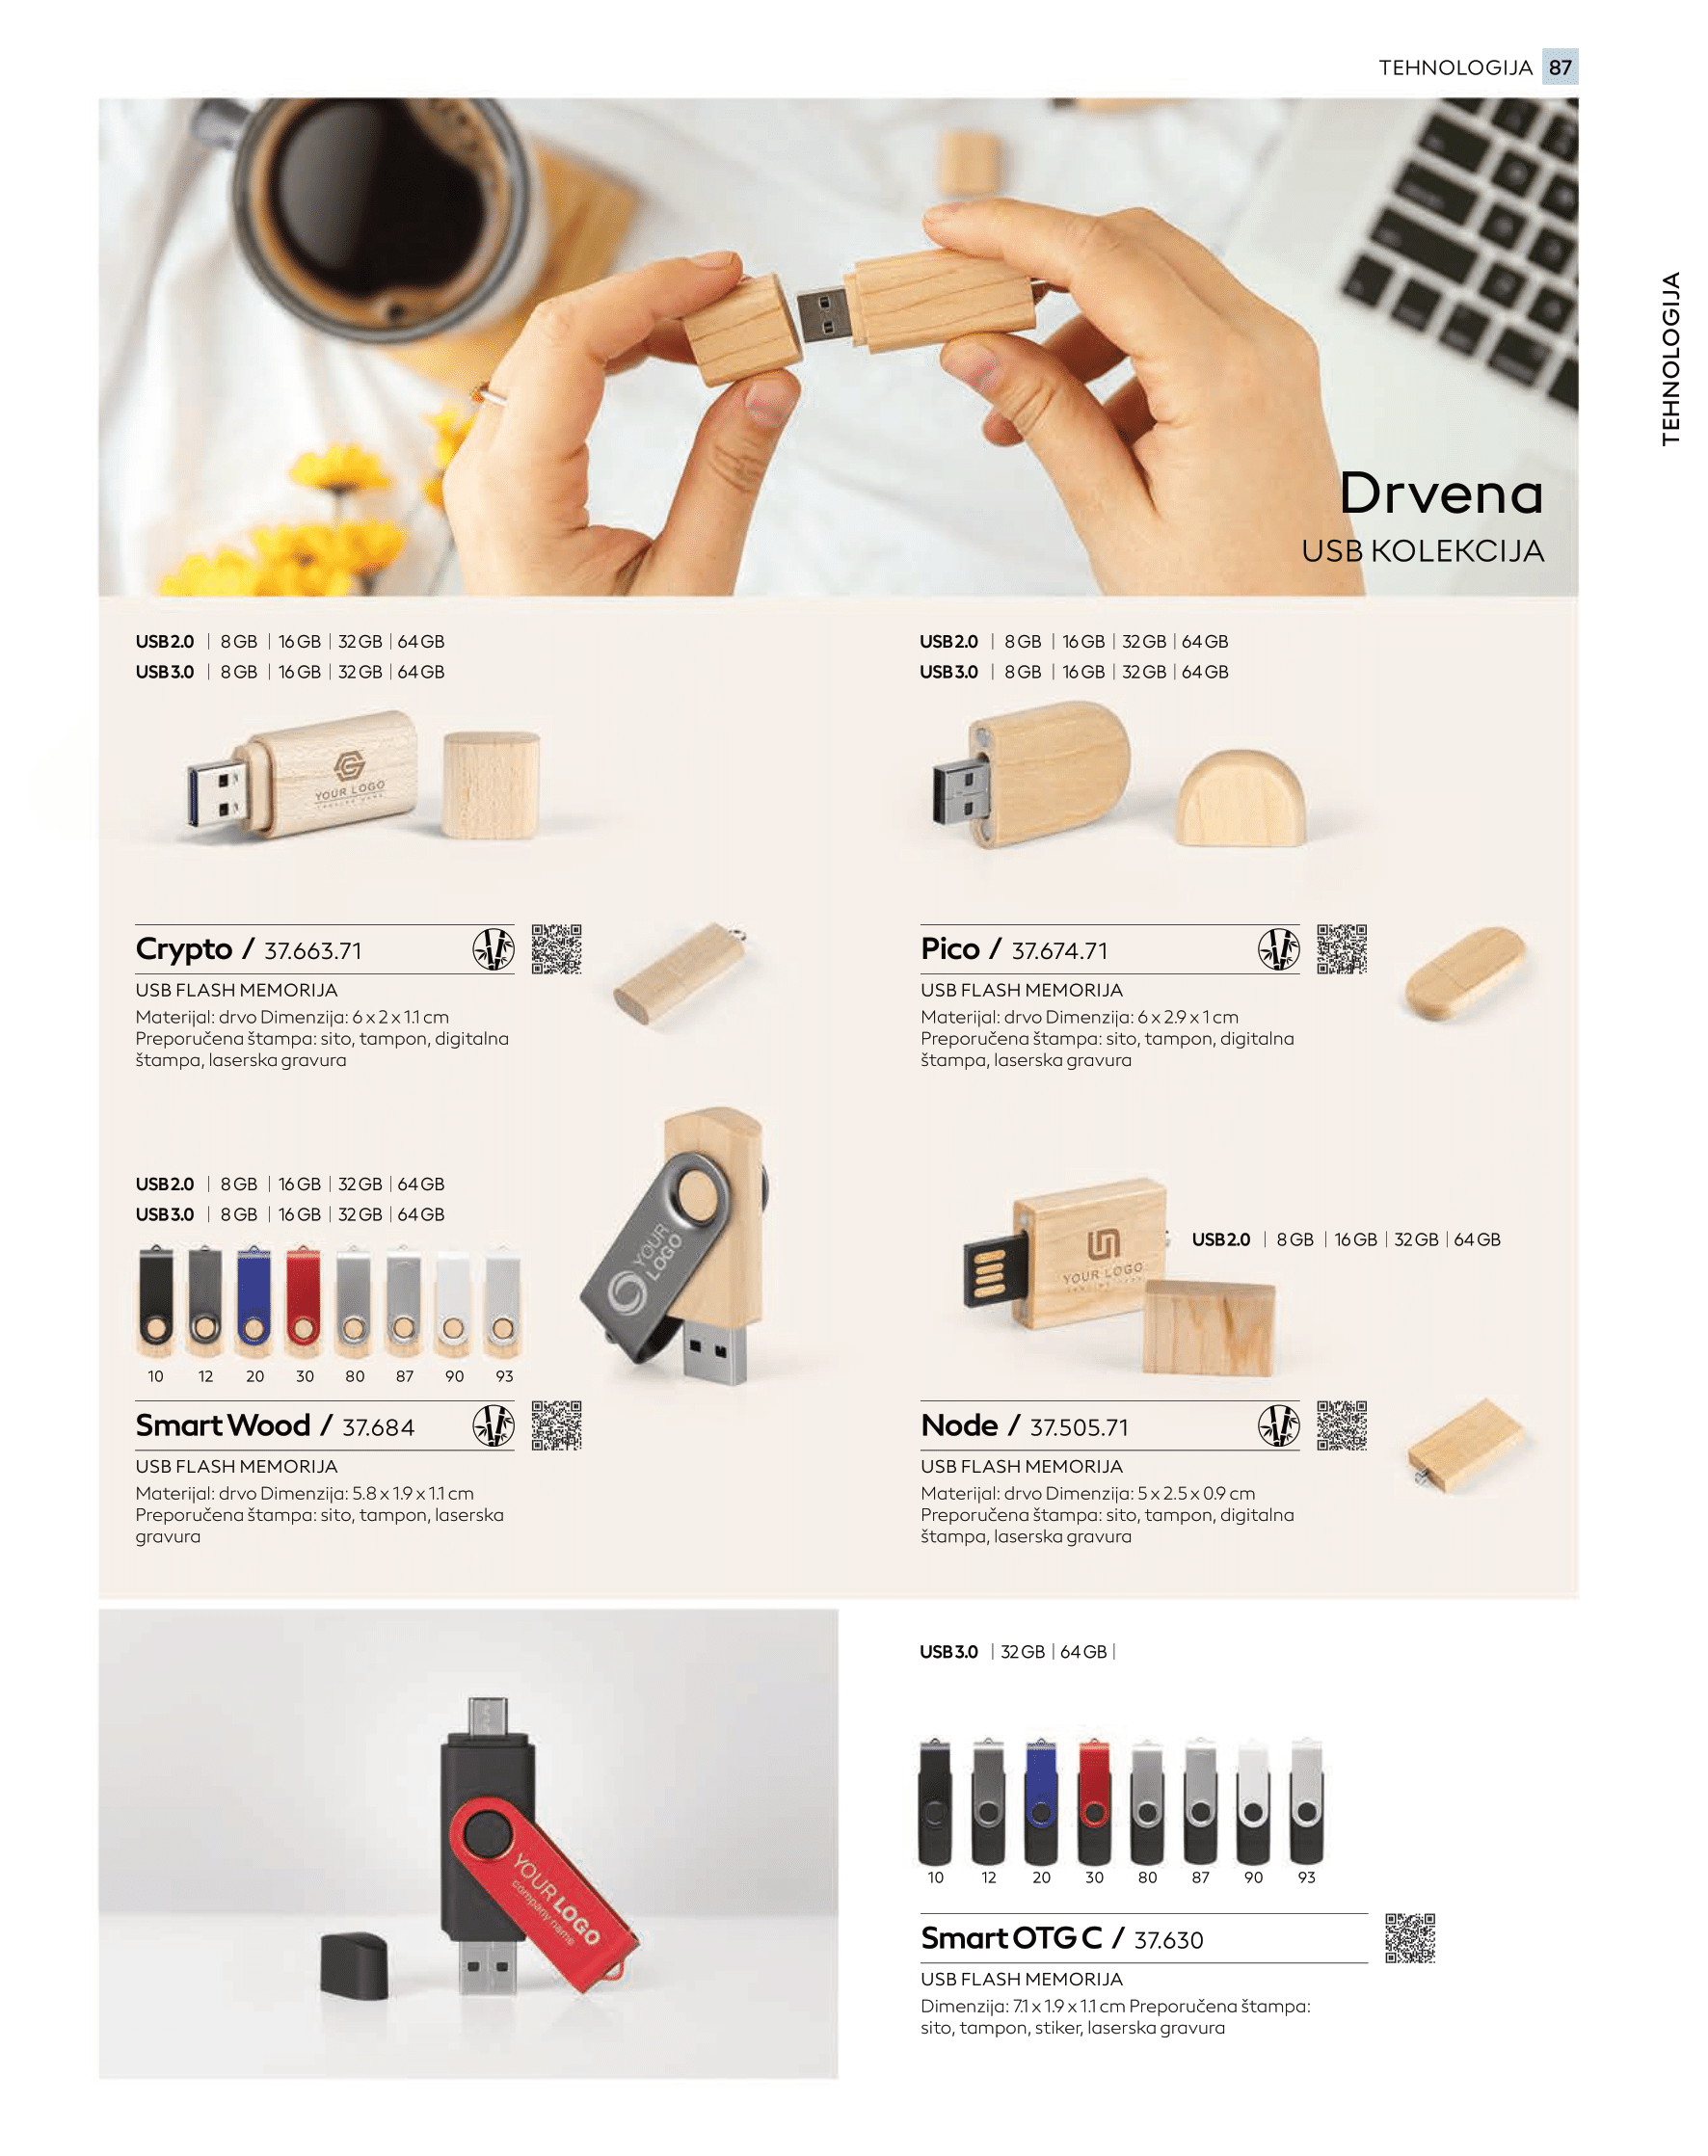 TEHNOLOGIJA 87
TEHNOLOGIJA
Drvena
USB KOLEKCIJA
USB 2.0 | 8 GB | 16 GB | 32 GB | 64 GB
USB 3.0 | 8 GB | 16 GB | 32 GB | 64 GB
YOUR LOGO
Crypto / 37.663.71
USB FLASH MEMORIJA
Materijal: drvo Dimenzija: 6 x 2 x 1.1 cm
Preporučena štampa: sito, tampon, digitalna
štampa, laserska gravura
USB 2.0 | 8 GB | 16 GB | 32 GB | 64 GB
USB 3.0 | 8 GB | 16 GB | 32 GB | 64 GB
Pico / 37.674.71
USB FLASH MEMORIJA
Materijal: drvo Dimenzija: 6 x 2.9 x 1 cm
Preporučena štampa: sito, tampon, digitalna
štampa, laserska gravura
USB 2.0 | 8 GB | 16 GB | 32 GB | 64 GB
USB 3.0 | 8 GB | 16 GB | 32 GB | 64 GB
10 12 20 30 80 87 90 93
YOUR
LOGO
Smart Wood / 37.684
USB FLASH MEMORIJA
Materijal: drvo Dimenzija: 5.8 x 1.9 x 1.1 cm
Preporučena štampa: sito, tampon, laserska
gravura
USB 2.0 | 8 GB | 16 GB | 32 GB | 64 GB
YOUR LOGO
Node / 37.505.71
USB FLASH MEMORIJA
Materijal: drvo Dimenzija: 5 x 2.5 x 0.9 cm
Preporučena štampa: sito, tampon, digitalna
štampa, laserska gravura
YOUR LOGO
company name
USB 3.0 | 32 GB | 64 GB |
10 12 20 30 80 87 90 93
Smart OTG C / 37.630
USB FLASH MEMORIJA
Dimenzija: 7.1 x 1.9 x 1.1 cm Preporučena štampa:
sito, tampon, stiker, laserska gravura